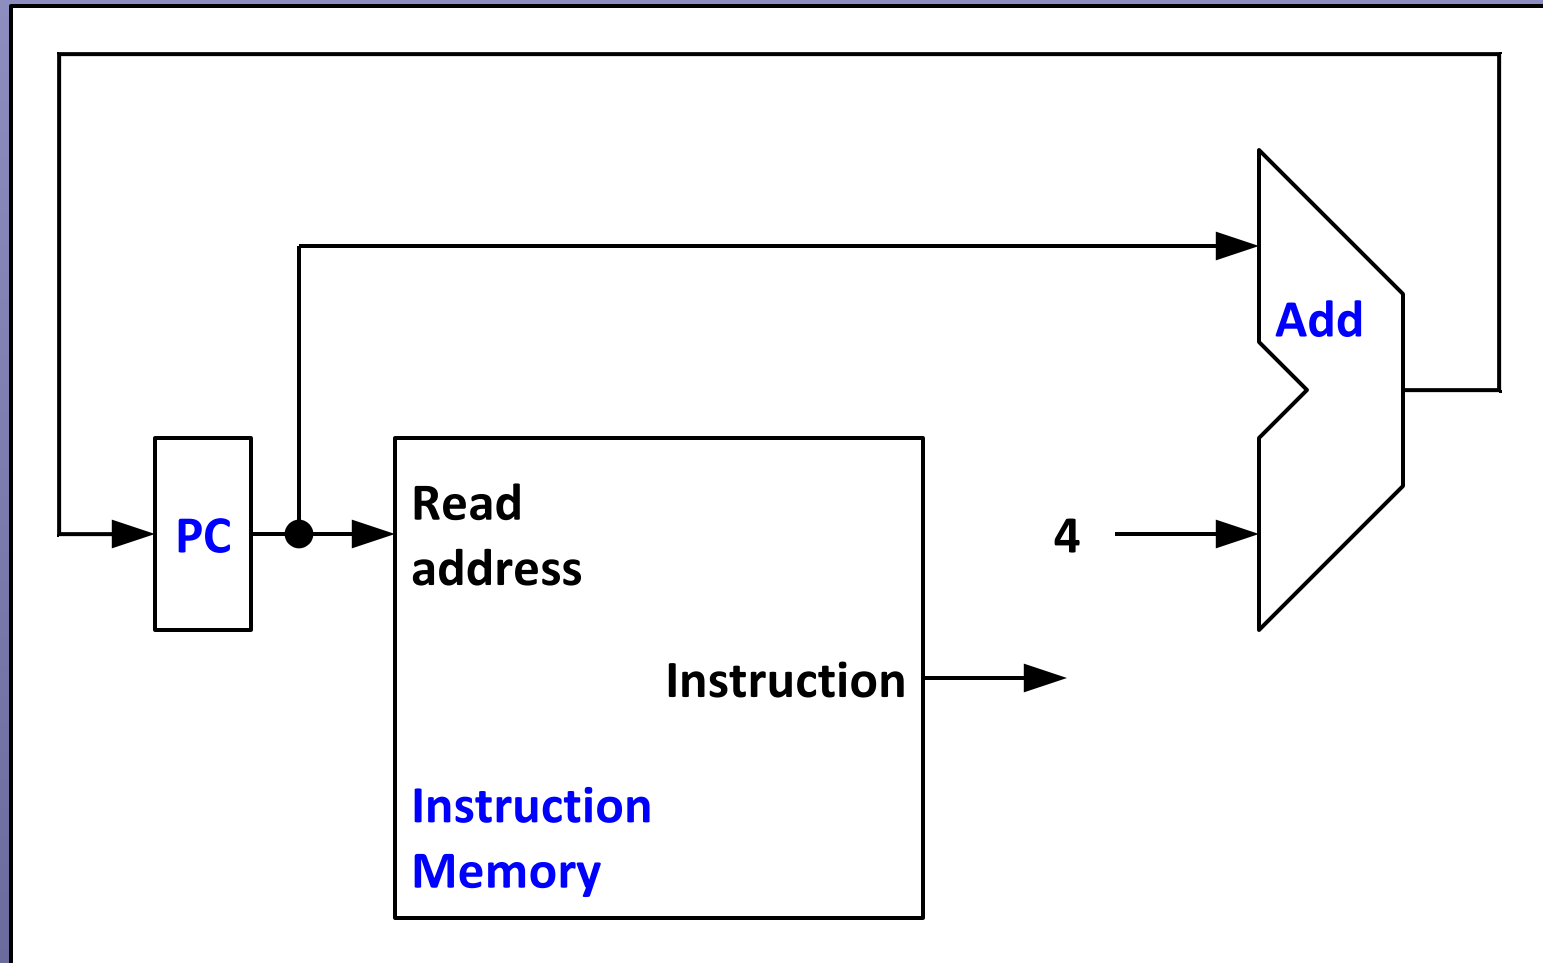 Add
PC
Read
address
4
Instruction
Instruction
Memory